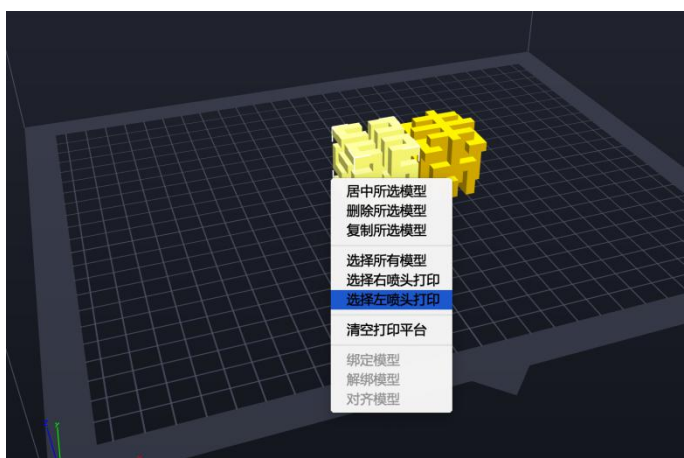 居中所选模型
删除所选模型
复制所选模型
选择所有模型
选择右喷头打印
选择左喷头打印
清空打印平台
绑定模型
解绑模型
对齐模型